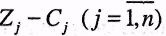 Z_j − C_j (j = \overline{1,n})